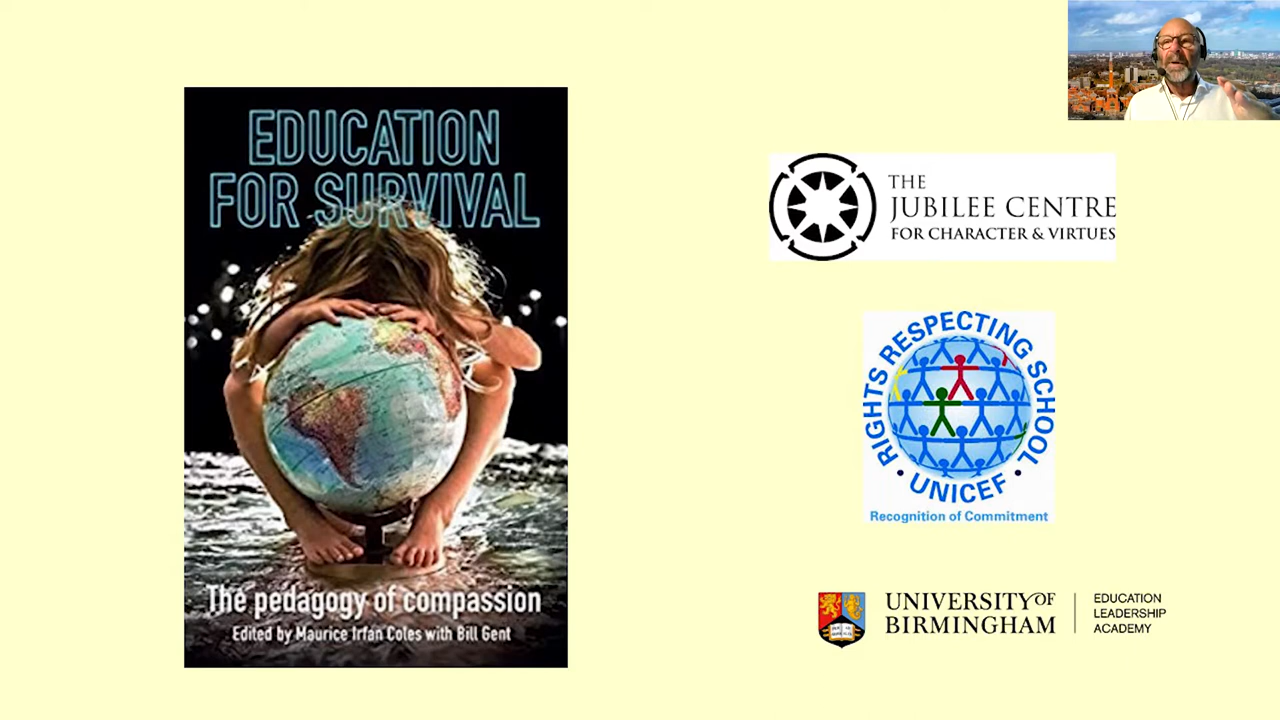 EDUCATION
FOR SURVIVAL
The pedagogy of compassion
Edited by Maurice Irfan Coles with Bill Gent
THE
JUBILEE CENTRE
FOR CHARACTER & VIRTUES
RIGHTS RESPECTING SCHOOL
• UNICEF •
Recognition of Commitment
UNIVERSITY OF
BIRMINGHAM
EDUCATION
LEADERSHIP
ACADEMY